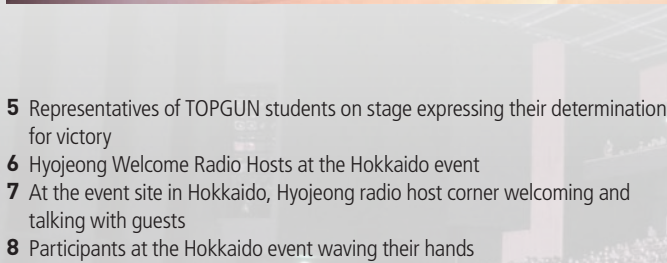 5 Representatives of TOPGUN students on stage expressing their determination
for victory
6 Hyojeong Welcome Radio Hosts at the Hokkaido event
7 At the event site in Hokkaido, Hyojeong radio host corner welcoming and
talking with guests
8 Participants at the Hokkaido event waving their hands